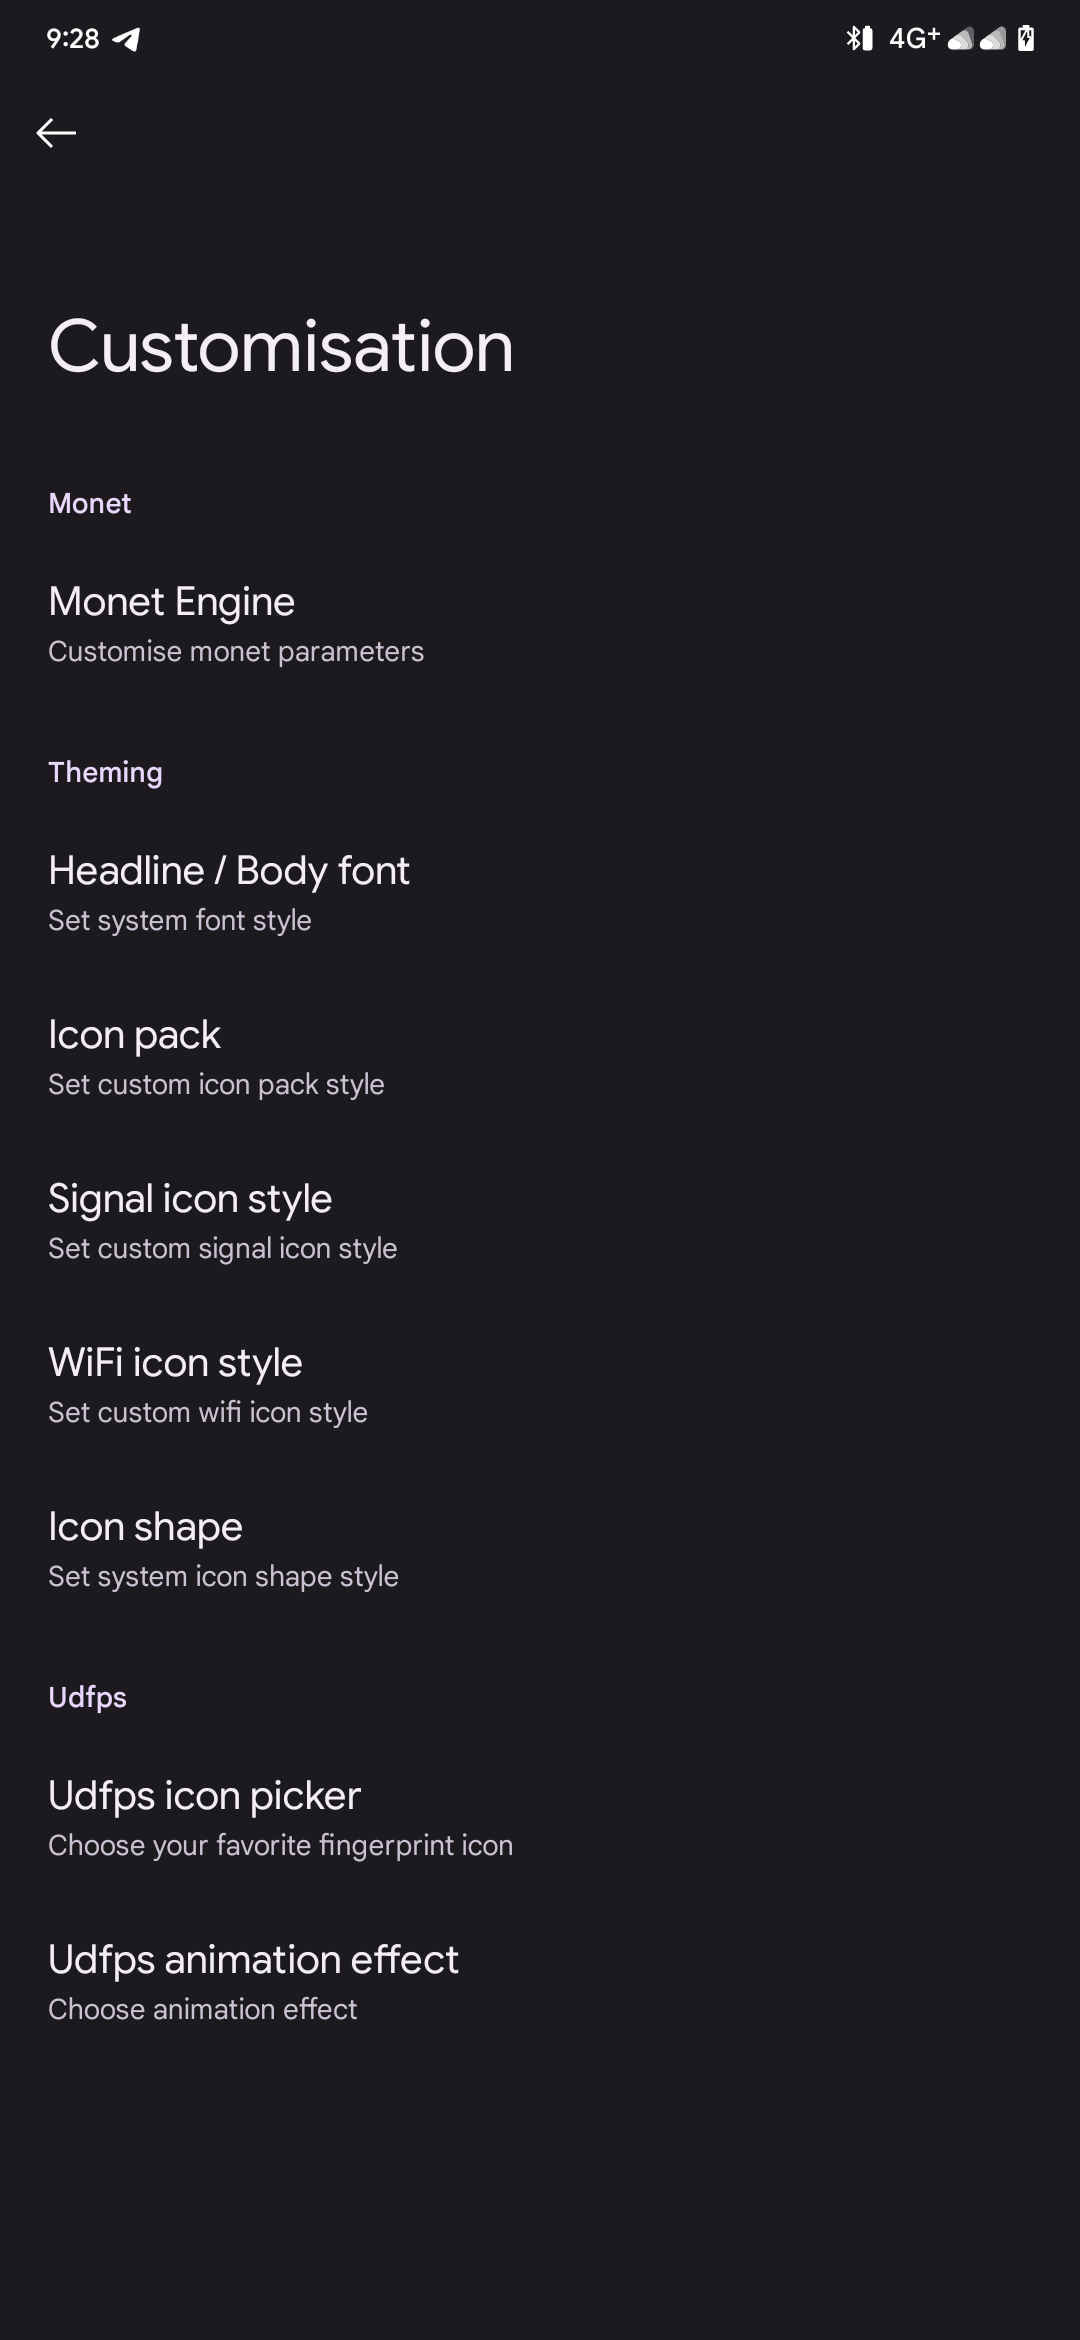 9:28 4G+
Customisation
Monet
Monet Engine
Customise monet parameters
Theming
Headline / Body font
Set system font style
Icon pack
Set custom icon pack style
Signal icon style
Set custom signal icon style
WiFi icon style
Set custom wifi icon style
Icon shape
Set system icon shape style
Udfps
Udfps icon picker
Choose your favorite fingerprint icon
Udfps animation effect
Choose animation effect